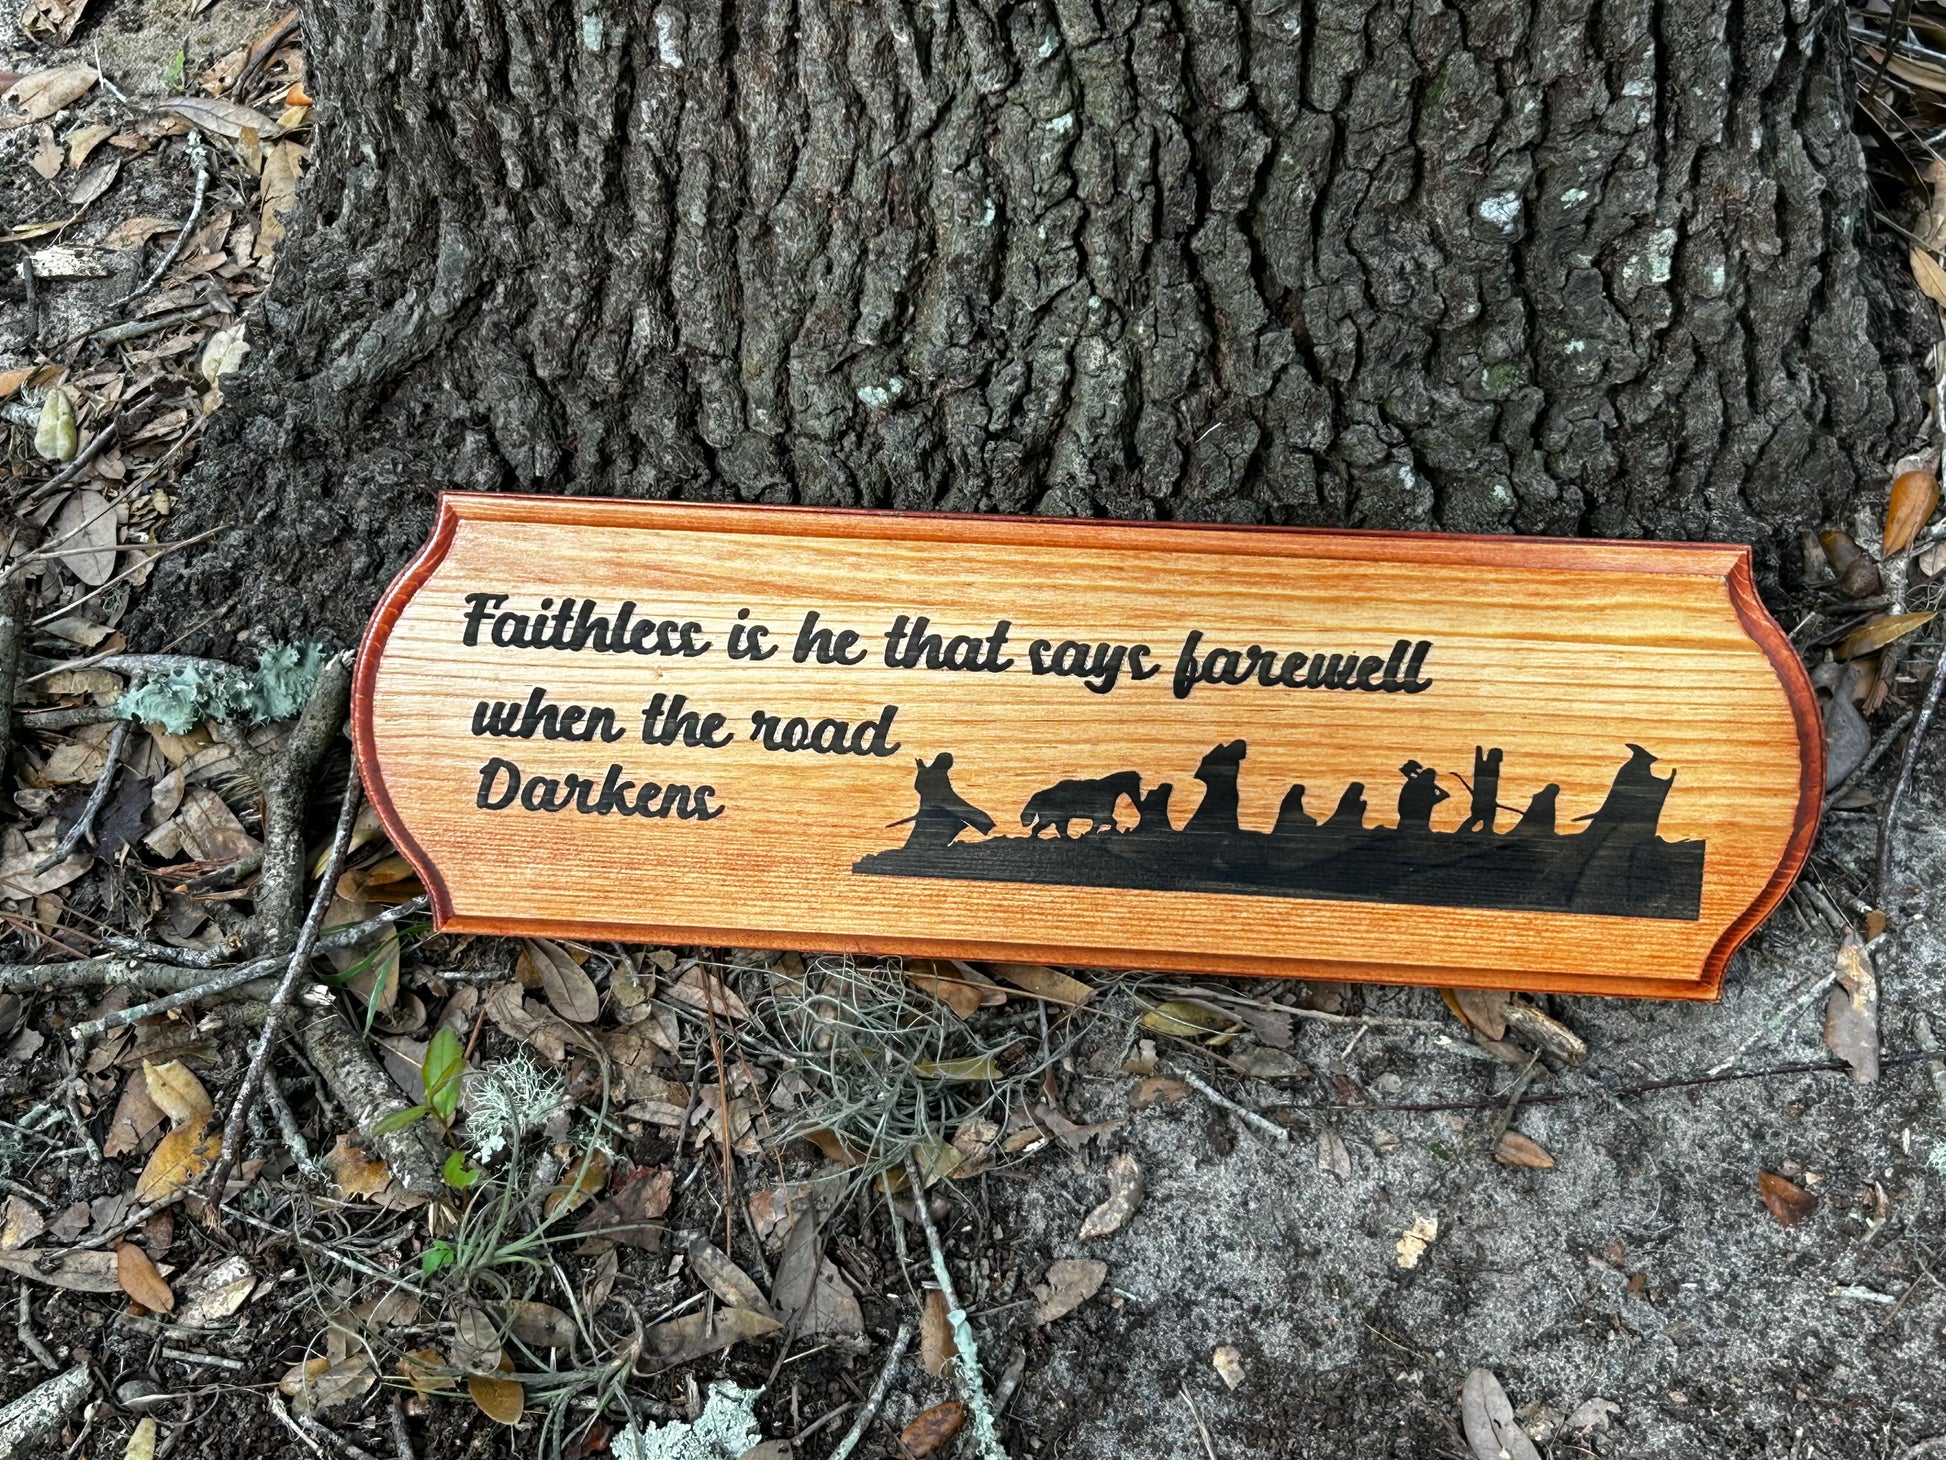 Faithless is he that says farewell
when the road
Darkens